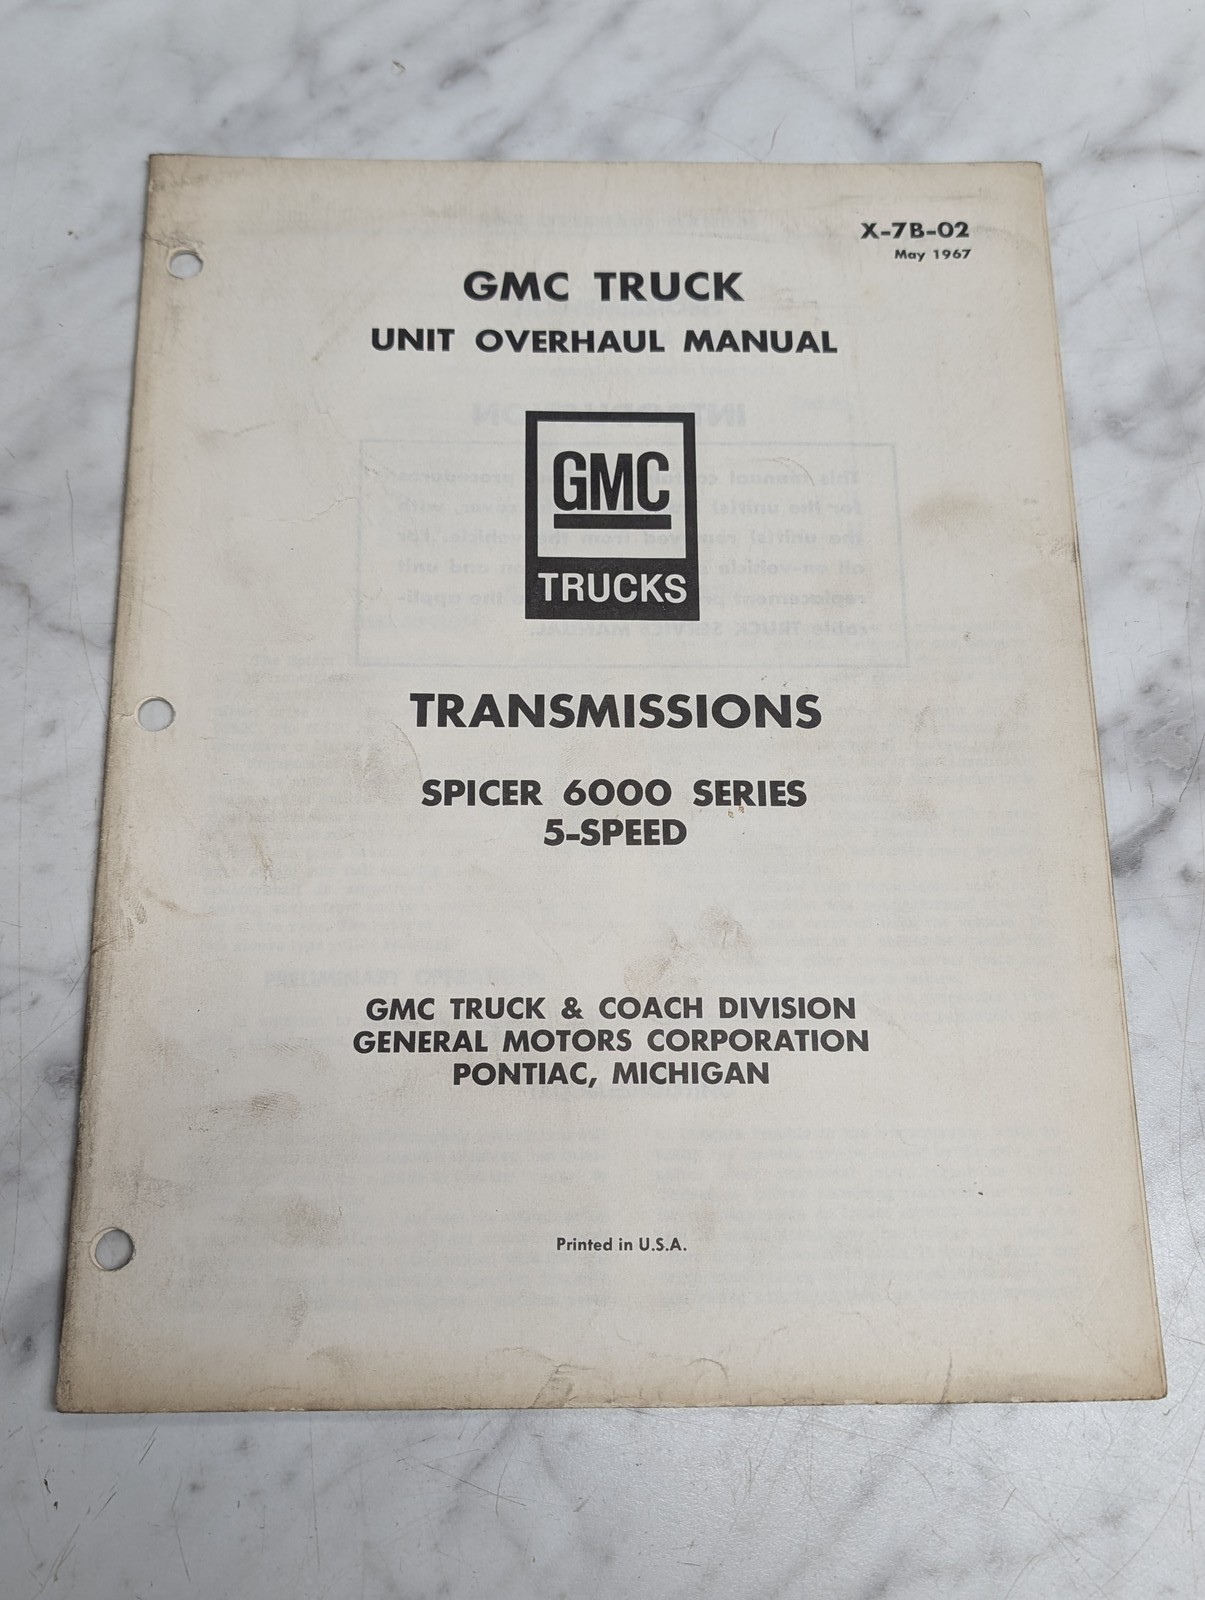 X-7B-02
May 1967
GMC TRUCK
UNIT OVERHAUL MANUAL
GMC
TRUCKS
TRANSMISSIONS
SPICER 6000 SERIES
5-SPEED
GMC TRUCK & COACH DIVISION
GENERAL MOTORS CORPORATION
PONTIAC, MICHIGAN
Printed in U.S.A.